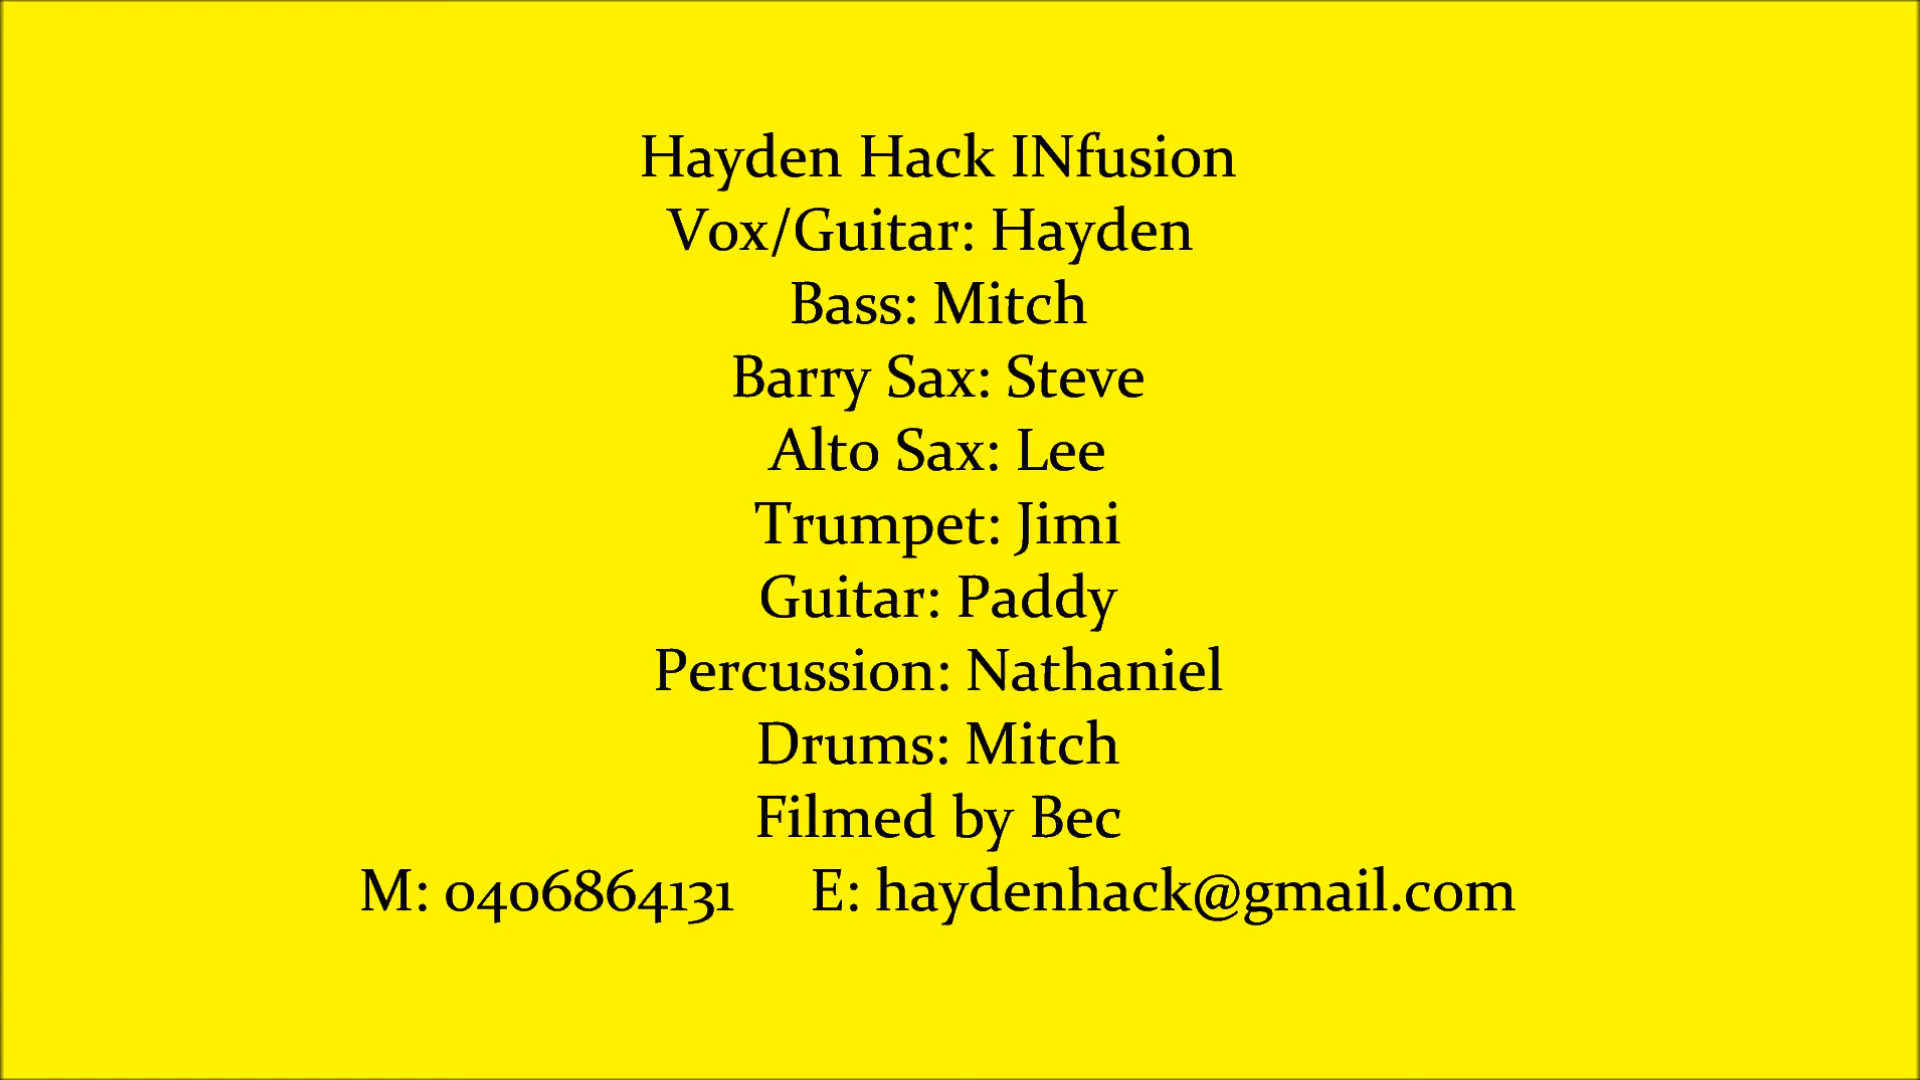 Hayden Hack INfusion
Vox/Guitar: Hayden
Bass: Mitch
Barry Sax: Steve
Alto Sax: Lee
Trumpet: Jimi
Guitar: Paddy
Percussion: Nathaniel
Drums: Mitch
Filmed by Bec
M: 0406864131 E: haydenhack@gmail.com